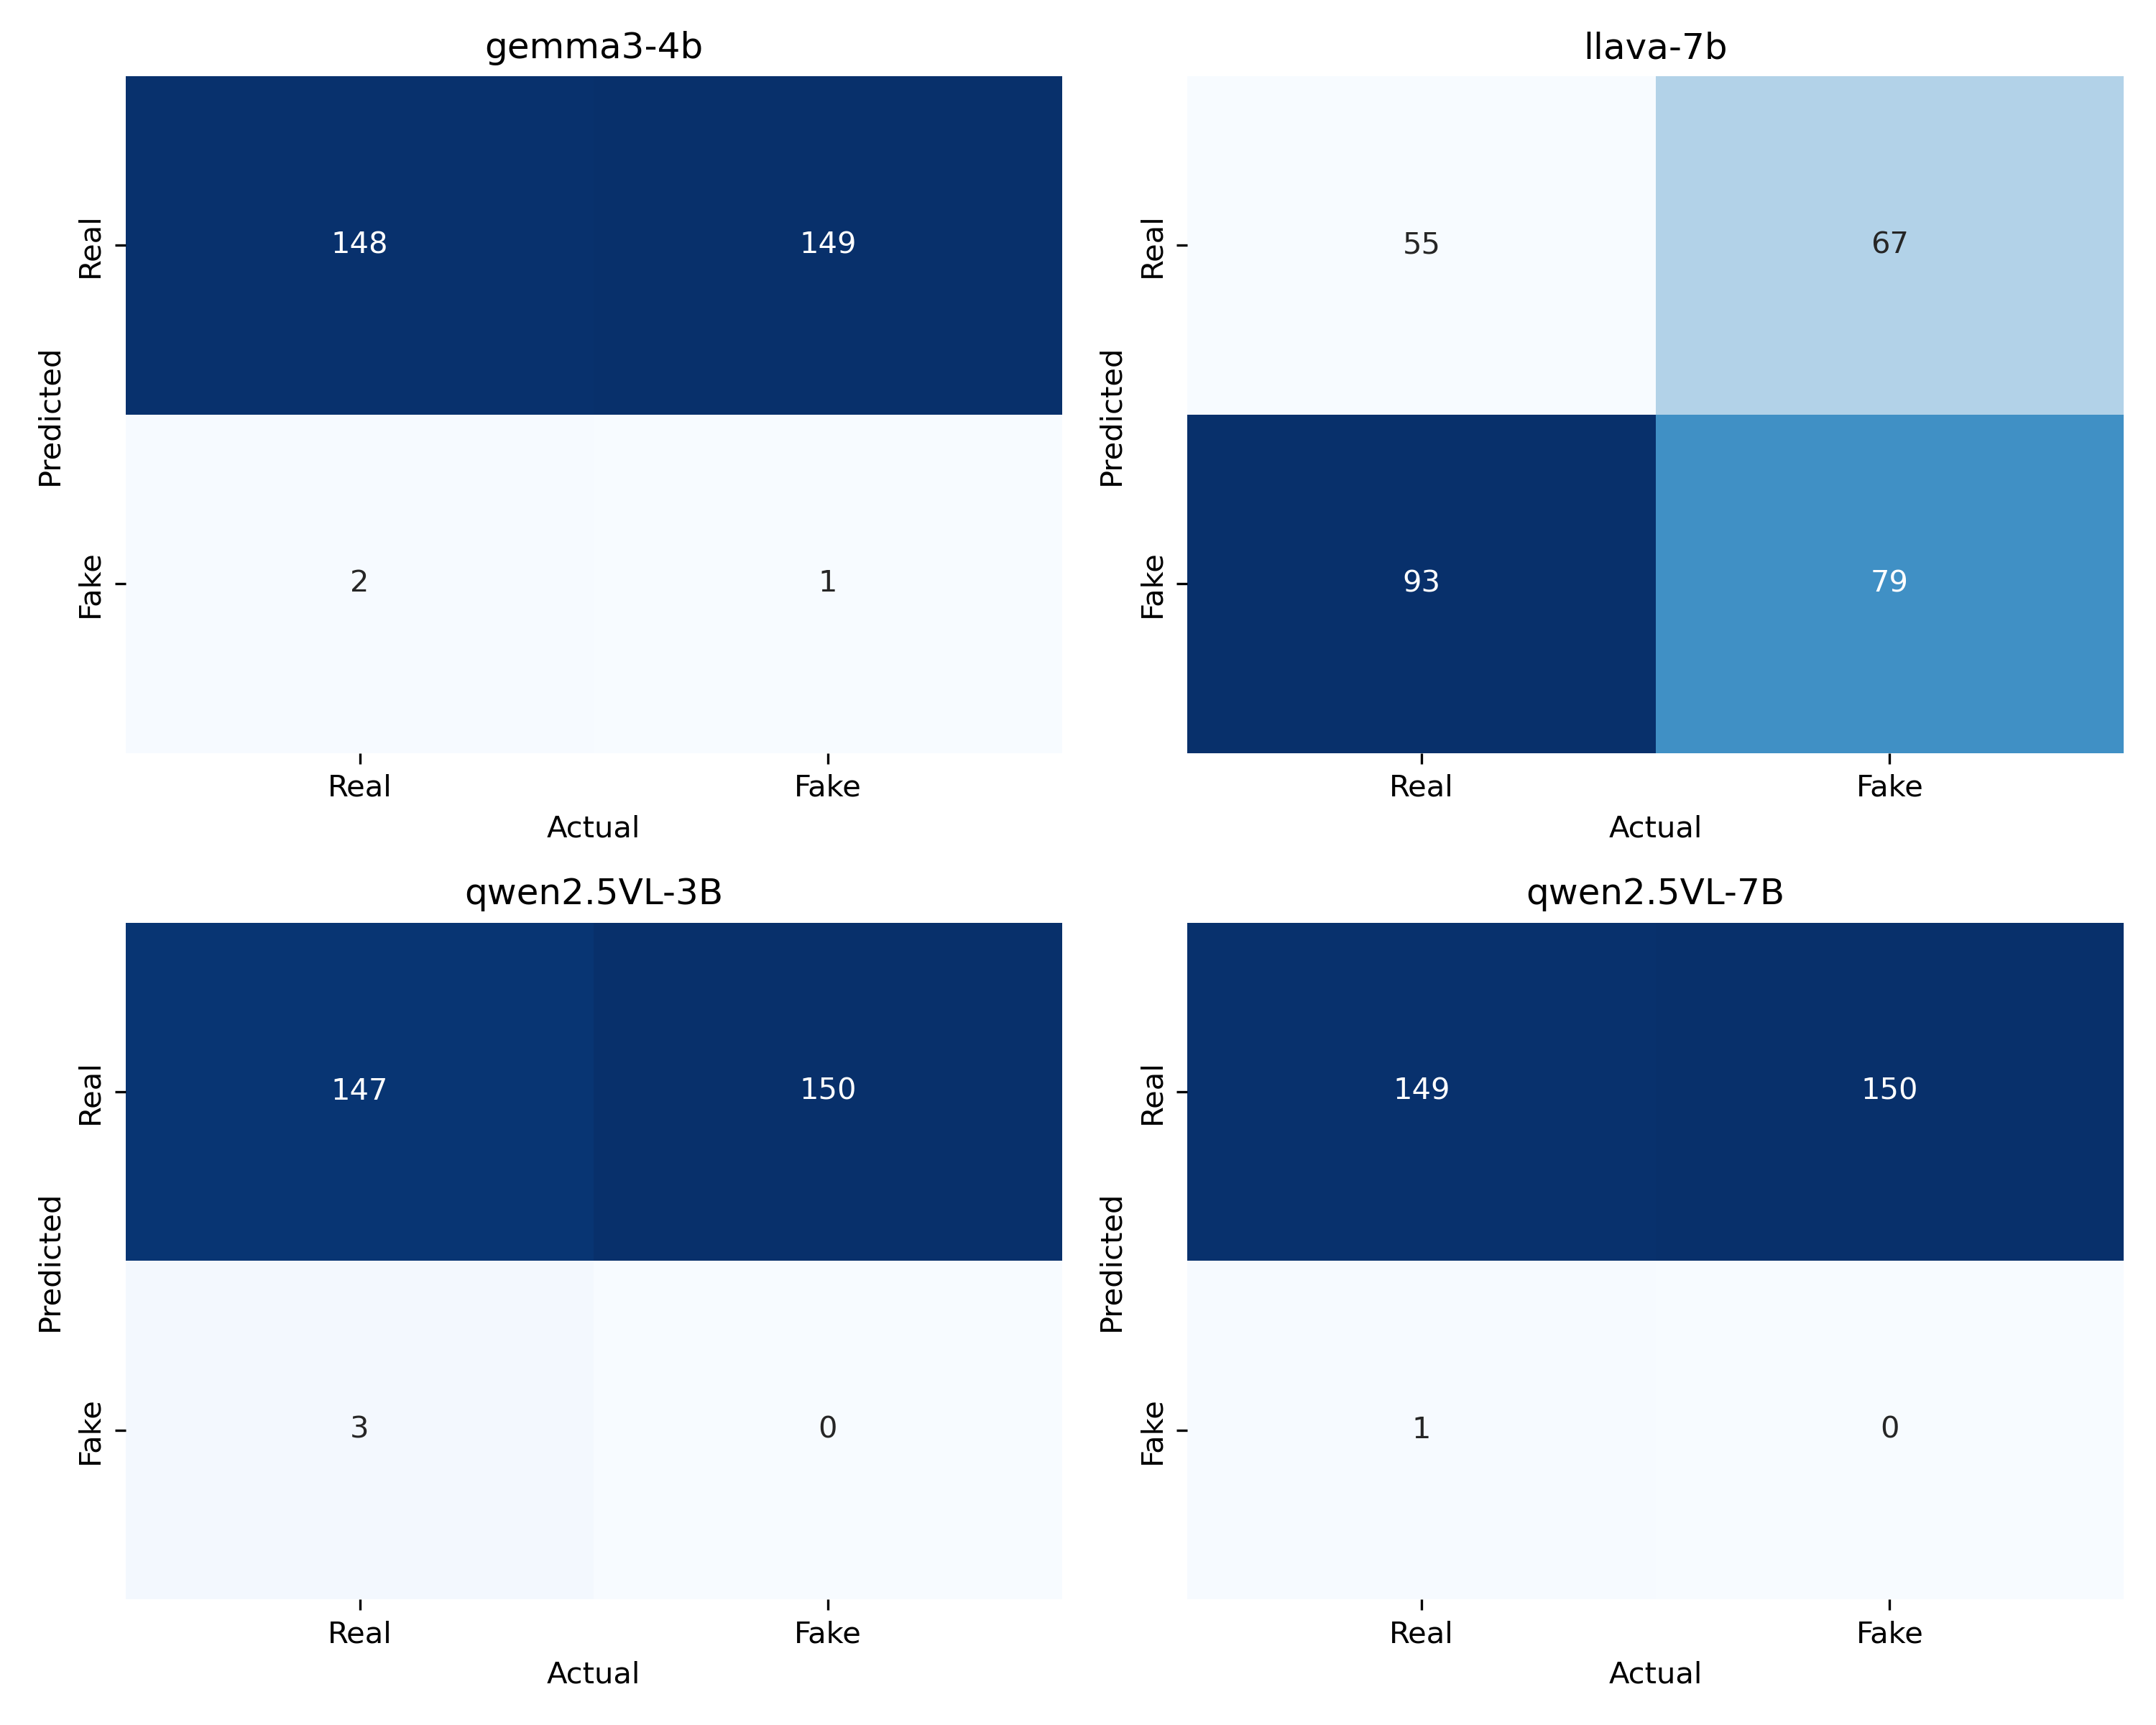 gemma3-4b
Predicted
Real
148
149
Fake
2
1
Real
Fake
Actual
llava-7b
Predicted
Real
55
67
Fake
93
79
Real
Fake
Actual
qwen2.5VL-3B
Predicted
Real
147
150
Fake
3
0
Real
Fake
Actual
qwen2.5VL-7B
Predicted
Real
149
150
Fake
1
0
Real
Fake
Actual